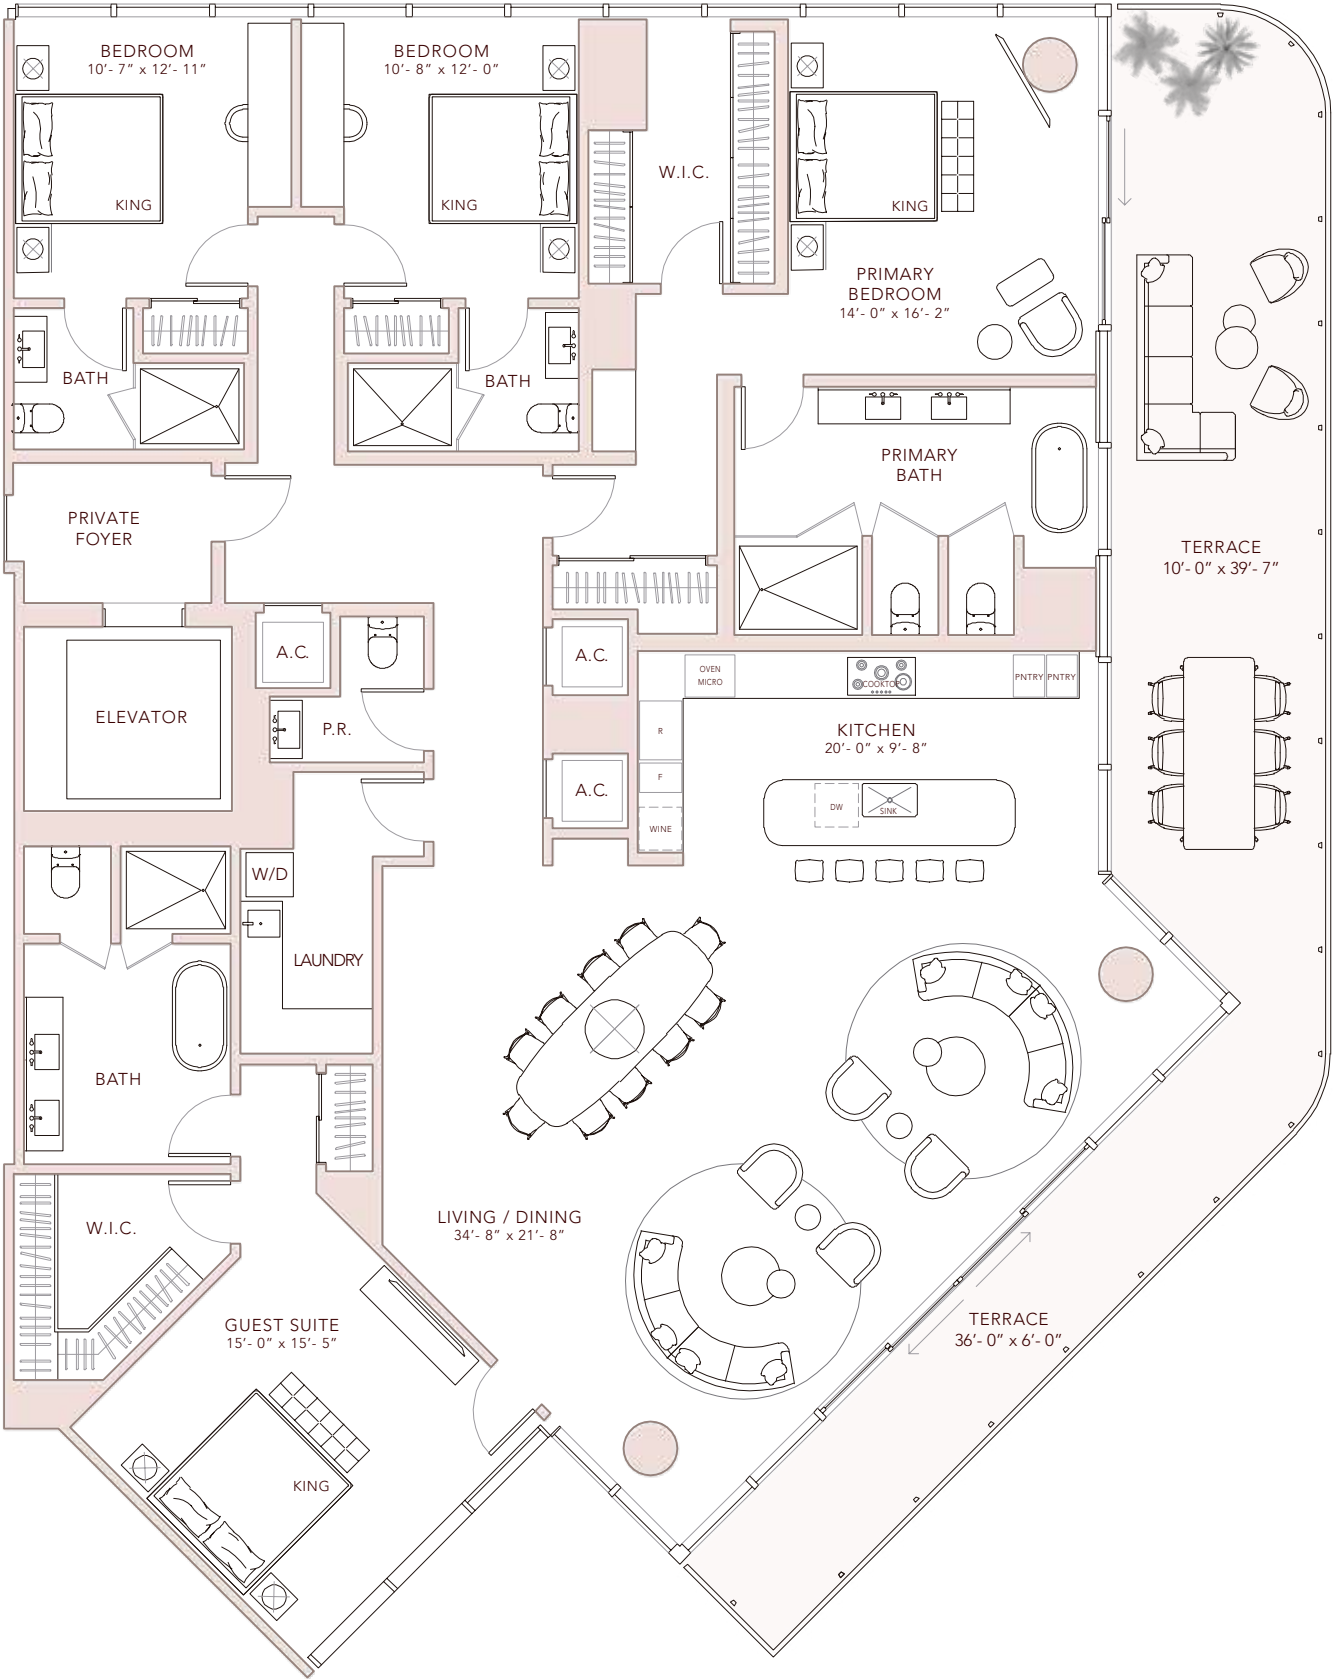 BEDROOM
10'- 7" x 12'- 11"
KING
BEDROOM
10'- 8" x 12'- 0"
KING
W.I.C.
KING
PRIMARY
BEDROOM
14'- 0" x 16'- 2"
BATH
BATH
PRIMARY
BATH
PRIVATE
FOYER
TERRACE
10'- 0" x 39'- 7"
A.C.
A.C.
OVEN
MICRO
COOKTOP
PNTRY
PNTRY
ELEVATOR
P.R.
R
KITCHEN
20'- 0" x 9'- 8"
F
A.C.
DW
SINK
WINE
W/D
LAUNDRY
BATH
W.I.C.
LIVING / DINING
34'- 8" x 21'- 8"
GUEST SUITE
15'- 0" x 15'- 5"
TERRACE
36'- 0" x 6'- 0"
KING